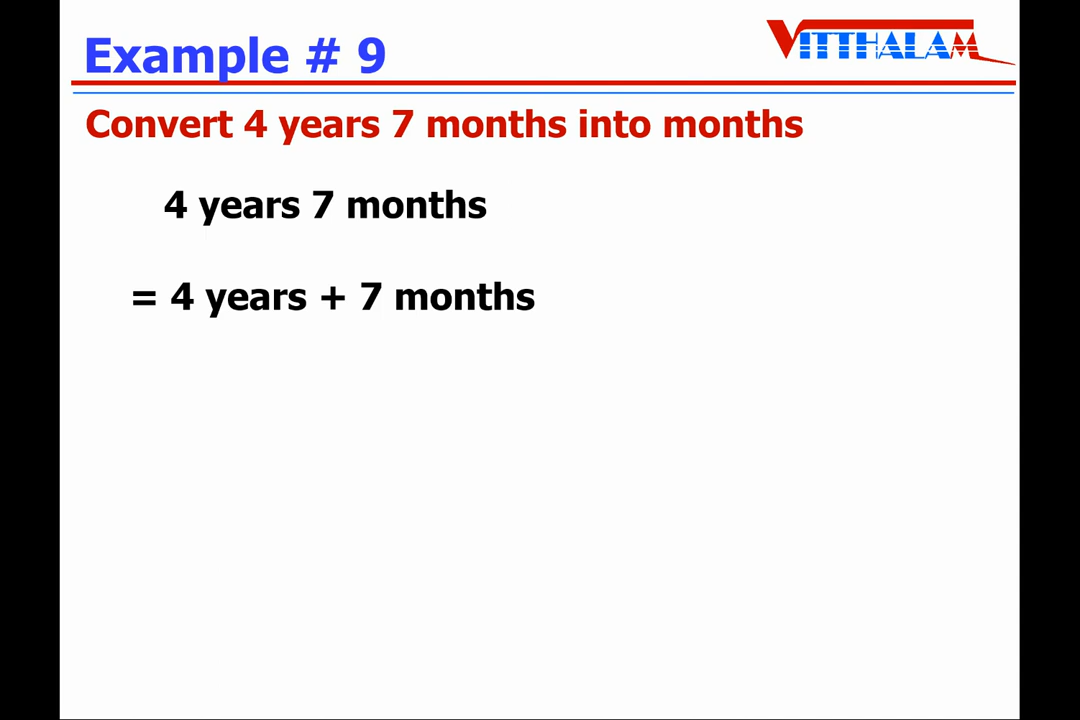 Example # 9
VITTHALAM
Convert 4 years 7 months into months
4 years 7 months
= 4 years + 7 months